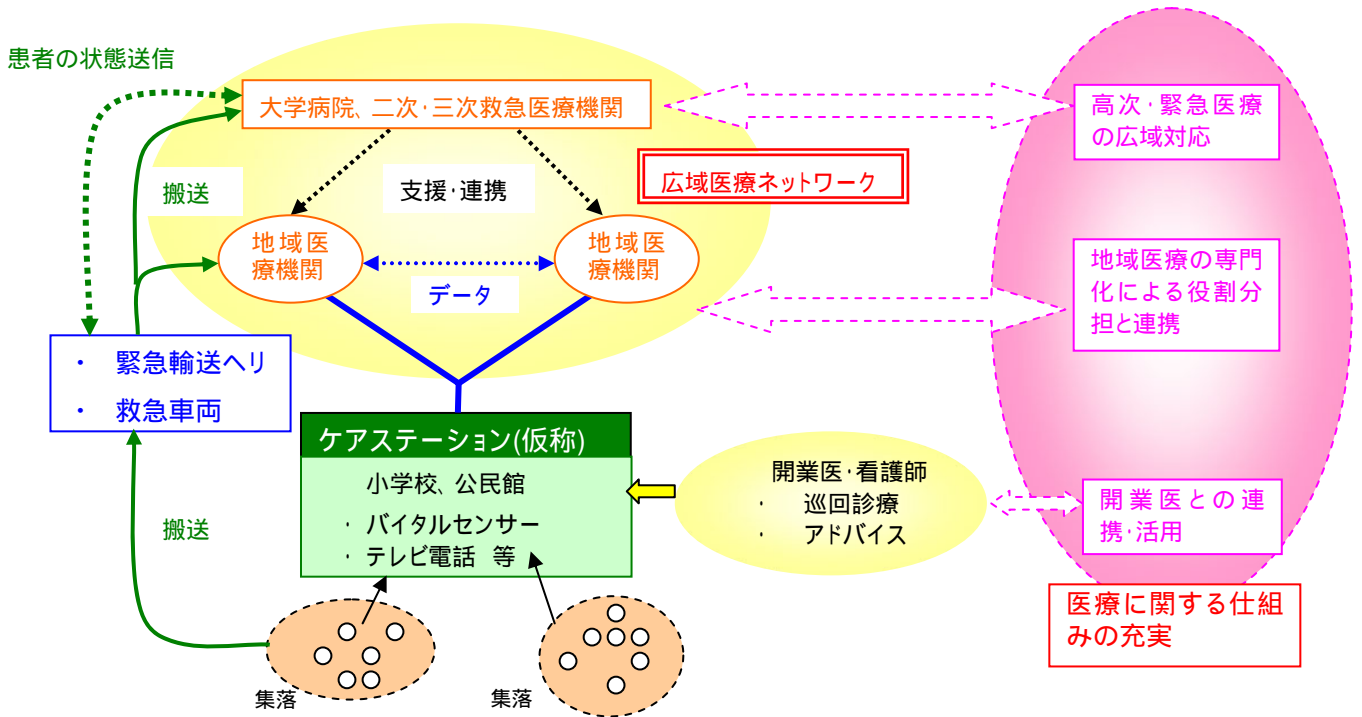 患者の状態送信
大学病院、二次・三次救急医療機関
高次・緊急医療
の広域対応
搬送
支援・連携
広域医療ネットワーク
地域医
療機関
地域医
療機関
データ
地域医療の専門
化による役割分
担と連携
・ 緊急輸送ヘリ
・ 救急車両
ケアステーション(仮称)
小学校、公民館
・バイタルセンサー
・テレビ電話 等
開業医・看護師
・ 巡回診療
・ アドバイス
開業医との連
携・活用
搬送
医療に関する仕組
みの充実
集落
集落